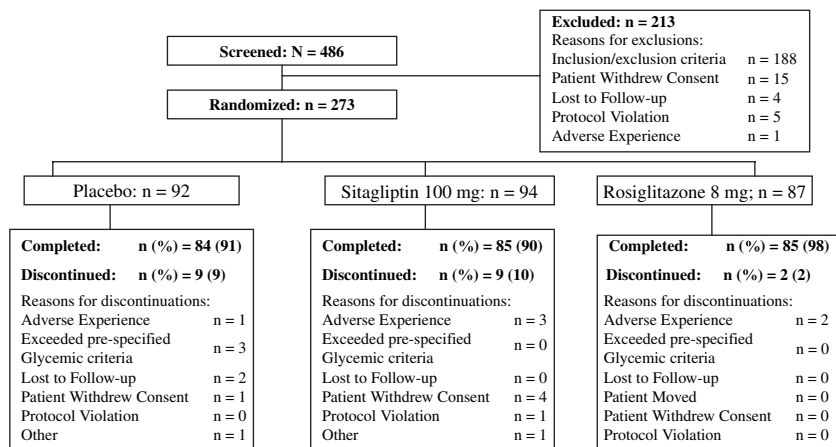 Screened: N = 486
Excluded: n = 213
Reasons for exclusions:
Inclusion/exclusion criteria n = 188
Patient Withdrew Consent n = 15
Lost to Follow-up n = 4
Protocol Violation n = 5
Adverse Experience n = 1
Randomized: n = 273
Placebo: n = 92
Sitagliptin 100 mg: n = 94
Rosiglitazone 8 mg; n = 87
Completed: n (%) = 84 (91)
Discontinued: n (%) = 9 (9)
Reasons for discontinuations:
Adverse Experience n = 1
Exceeded pre-specified
Glycemic criteria n = 3
Lost to Follow-up n = 2
Patient Withdrew Consent n = 1
Protocol Violation n = 0
Other n = 1
Completed: n (%) = 85 (90)
Discontinued: n (%) = 9 (10)
Reasons for discontinuations:
Adverse Experience n = 3
Exceeded pre-specified
Glycemic criteria n = 0
Lost to Follow-up n = 0
Patient Withdrew Consent n = 4
Protocol Violation n = 1
Other n = 1
Completed: n (%) = 85 (98)
Discontinued: n (%) = 2 (2)
Reasons for discontinuations:
Adverse Experience n = 2
Exceeded pre-specified
Glycemic criteria n = 0
Lost to Follow-up n = 0
Patient Moved n = 0
Patient Withdrew Consent n = 0
Protocol Violation n = 0